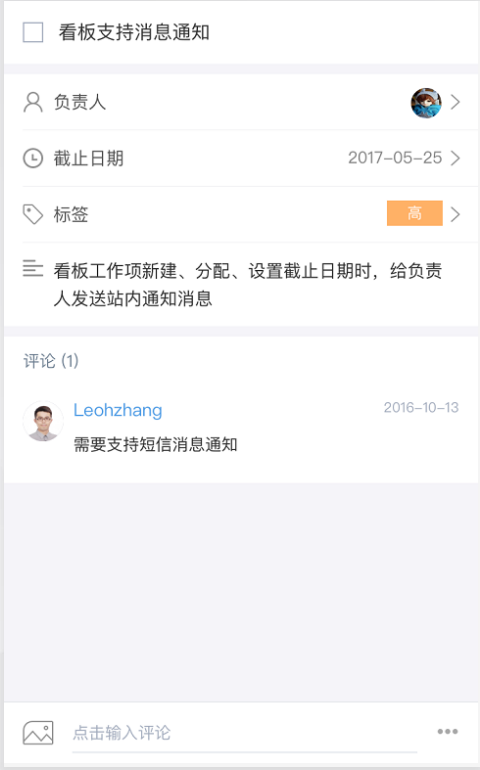 看板支持消息通知
负责人
截止日期
2017-05-25
标签
高
看板工作项新建、分配、设置截止日期时，给负责
人发送站内通知消息
评论 (1)
Leohzhang
2016-10-13
需要支持短信消息通知
点击输入评论